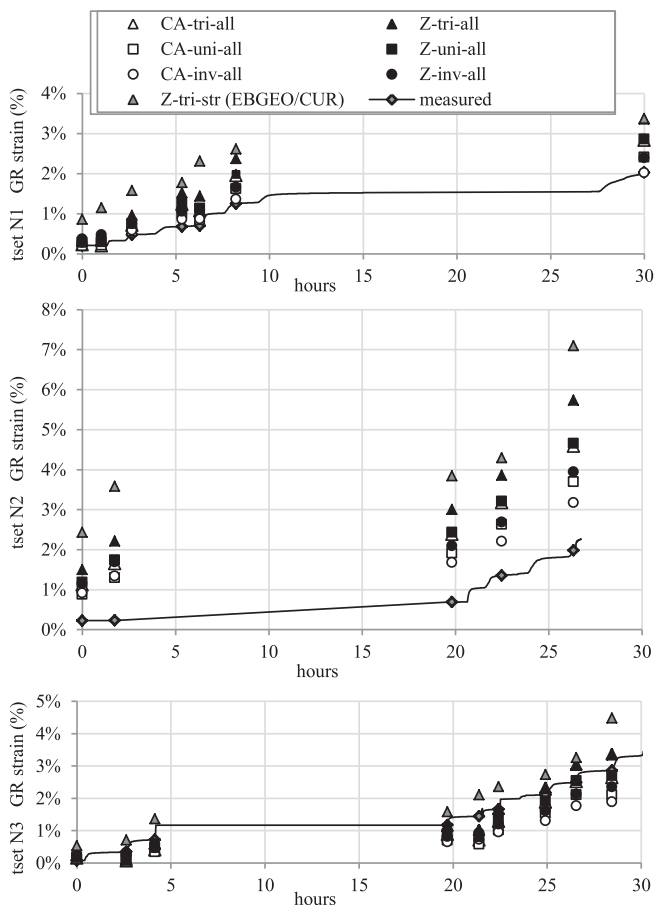 CA-tri-all Z-tri-all
CA-uni-all Z-uni-all
CA-inv-all Z-inv-all
Z-tri-str (EBGEO/CUR) measured
tset N1 GR strain (%)
4%
3%
2%
1%
0%
0 5 10 15 20 25 30
hours
tset N2 GR strain (%)
8%
7%
6%
5%
4%
3%
2%
1%
0%
0 5 10 15 20 25 30
hours
tset N3 GR strain (%)
5%
4%
3%
2%
1%
0%
0 5 10 15 20 25 30
hours